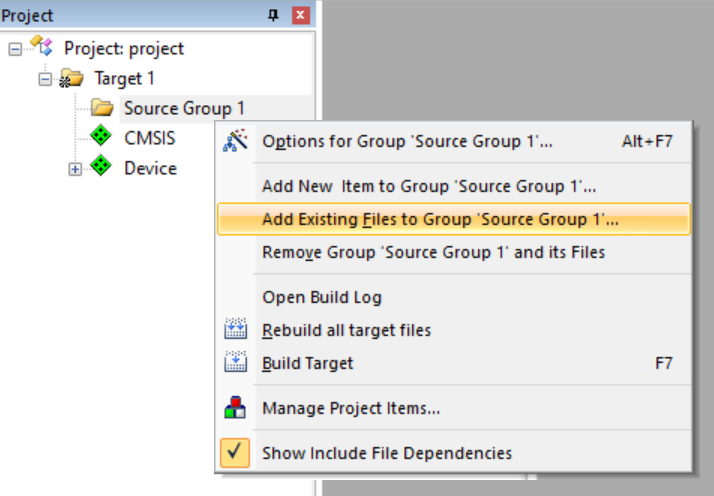 Project
Project: project
Target 1
Source Group 1
CMSIS
Device
Options for Group 'Source Group 1'... Alt+F7
Add New Item to Group 'Source Group 1'...
Add Existing Files to Group 'Source Group 1'...
Remove Group 'Source Group 1' and its Files
Open Build Log
Rebuild all target files
Build Target F7
Manage Project Items...
Show Include File Dependencies